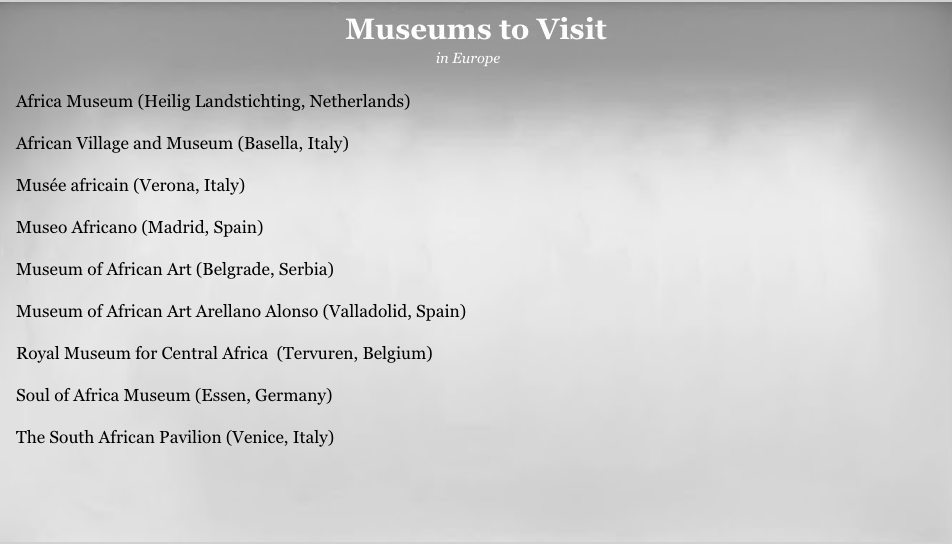 Museums to Visit
in Europe
Africa Museum (Heilig Landstichting, Netherlands)
African Village and Museum (Basella, Italy)
Musée africain (Verona, Italy)
Museo Africano (Madrid, Spain)
Museum of African Art (Belgrade, Serbia)
Museum of African Art Arellano Alonso (Valladolid, Spain)
Royal Museum for Central Africa  (Tervuren, Belgium)
Soul of Africa Museum (Essen, Germany)
The South African Pavilion (Venice, Italy)